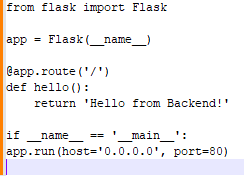 from flask import Flask
app = Flask(__name__)
@app.route('/')
def hello():
    return 'Hello from Backend!'
if __name__ == '__main__':
app.run(host='0.0.0.0', port=80)